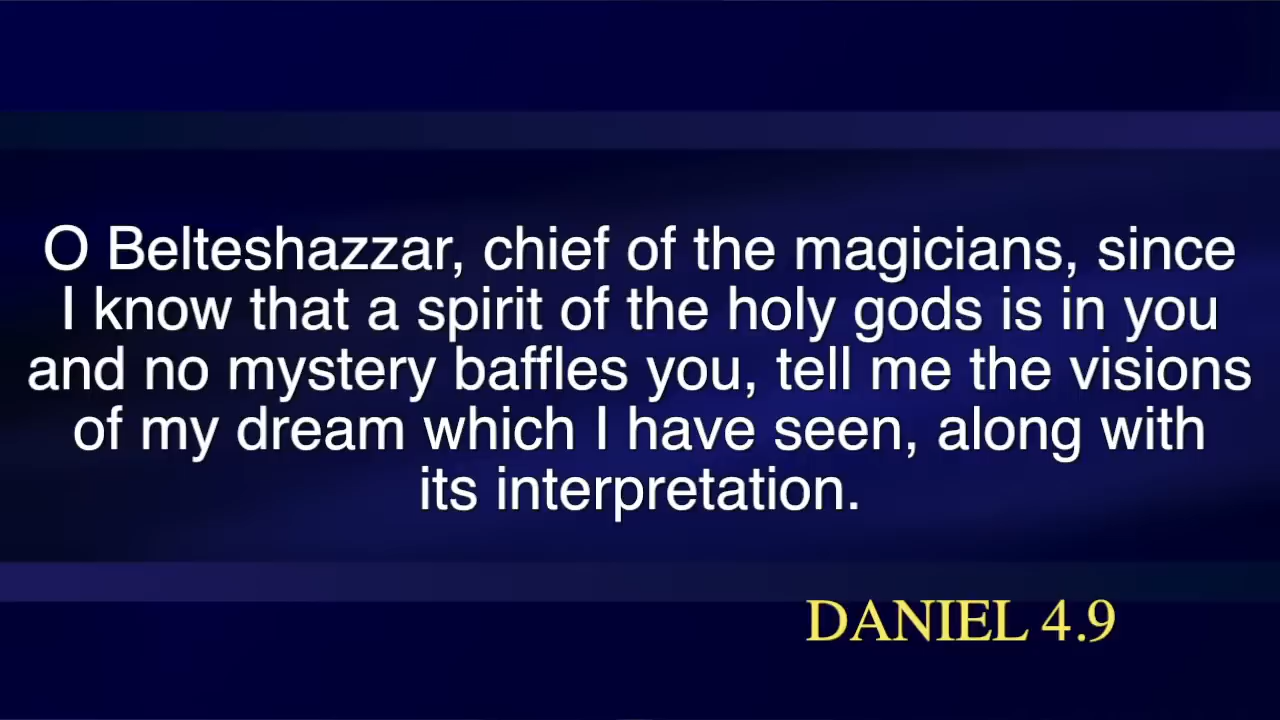 O Belteshazzar, chief of the magicians, since
I know that a spirit of the holy gods is in you
and no mystery baffles you, tell me the visions
of my dream which I have seen, along with
its interpretation.
DANIEL 4.9